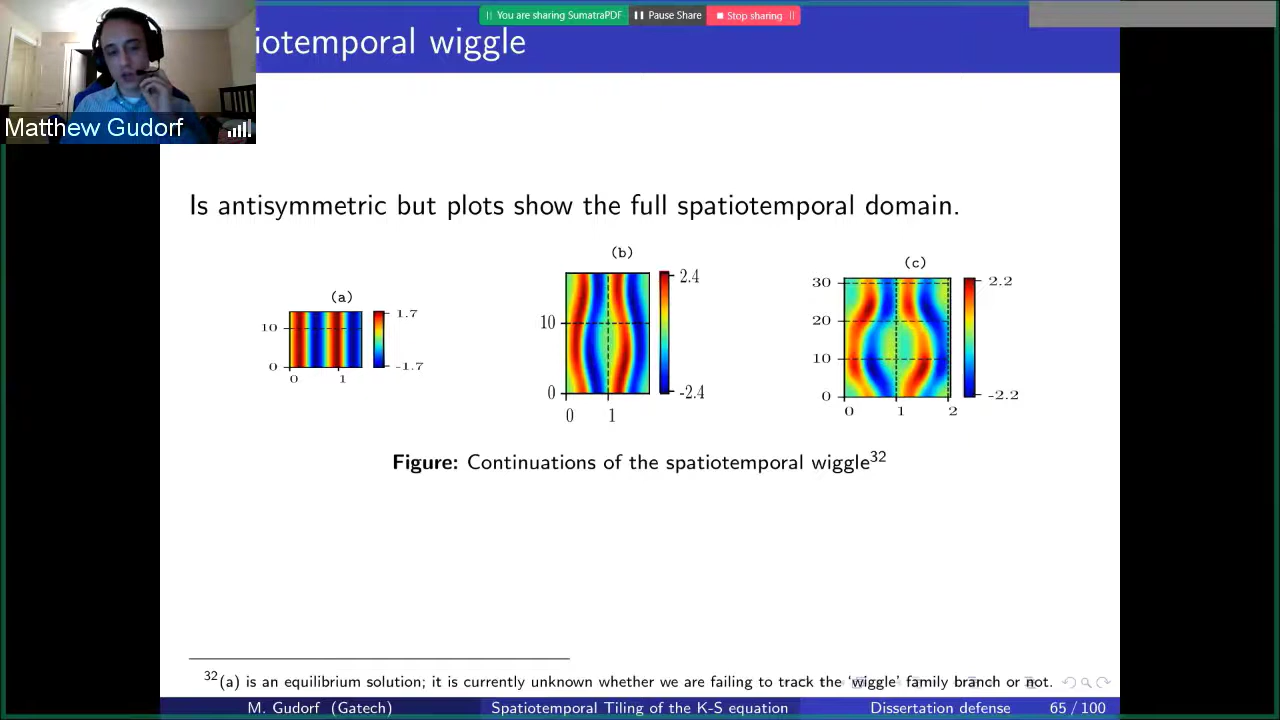 You are sharing SumatraPDF Pause Share Stop sharing
iotemporal wiggle
Matthew Gudorf
Is antisymmetric but plots show the full spatiotemporal domain.
(a)
10
0
0 1
1.7
-1.7
(b)
10
0
0 1
2.4
-2.4
(c)
30
20
10
0
0 1 2
2.2
-2.2
Figure: Continuations of the spatiotemporal wiggle32
32(a) is an equilibrium solution; it is currently unknown whether we are failing to track the 'wiggle' family branch or not.
M. Gudorf (Gatech) Spatiotemporal Tiling of the K-S equation Dissertation defense 65 / 100